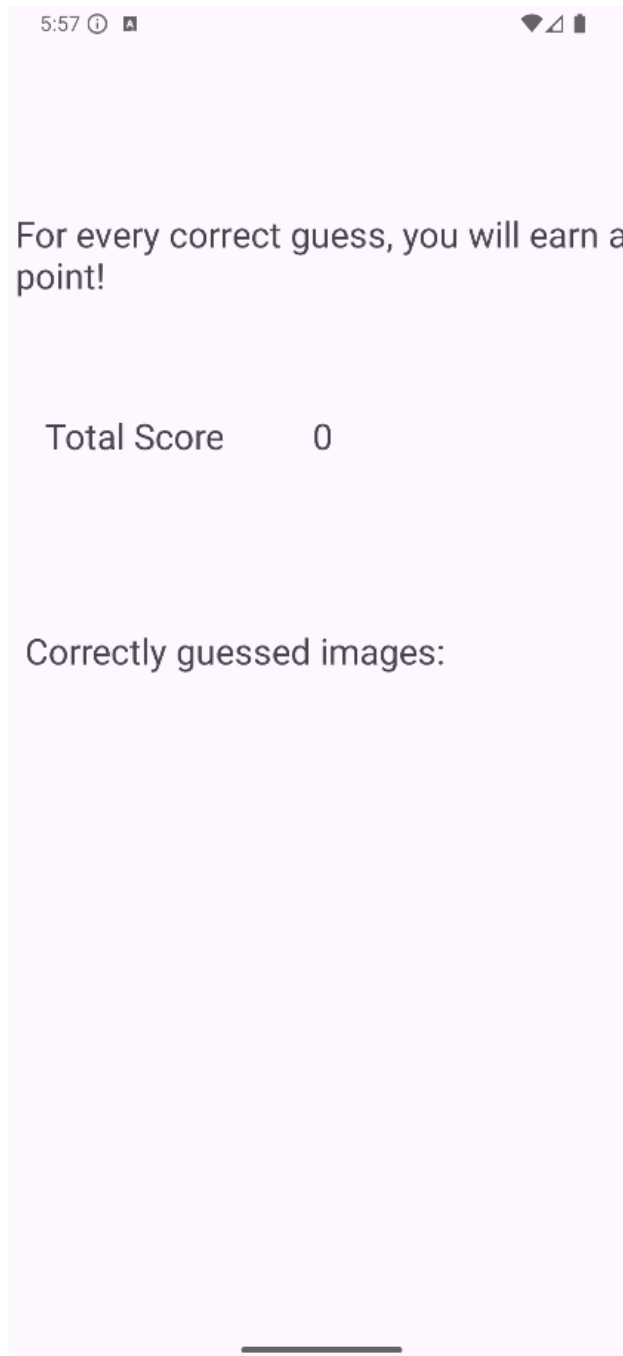 5:57
For every correct guess, you will earn a
point!
Total Score 0
Correctly guessed images: